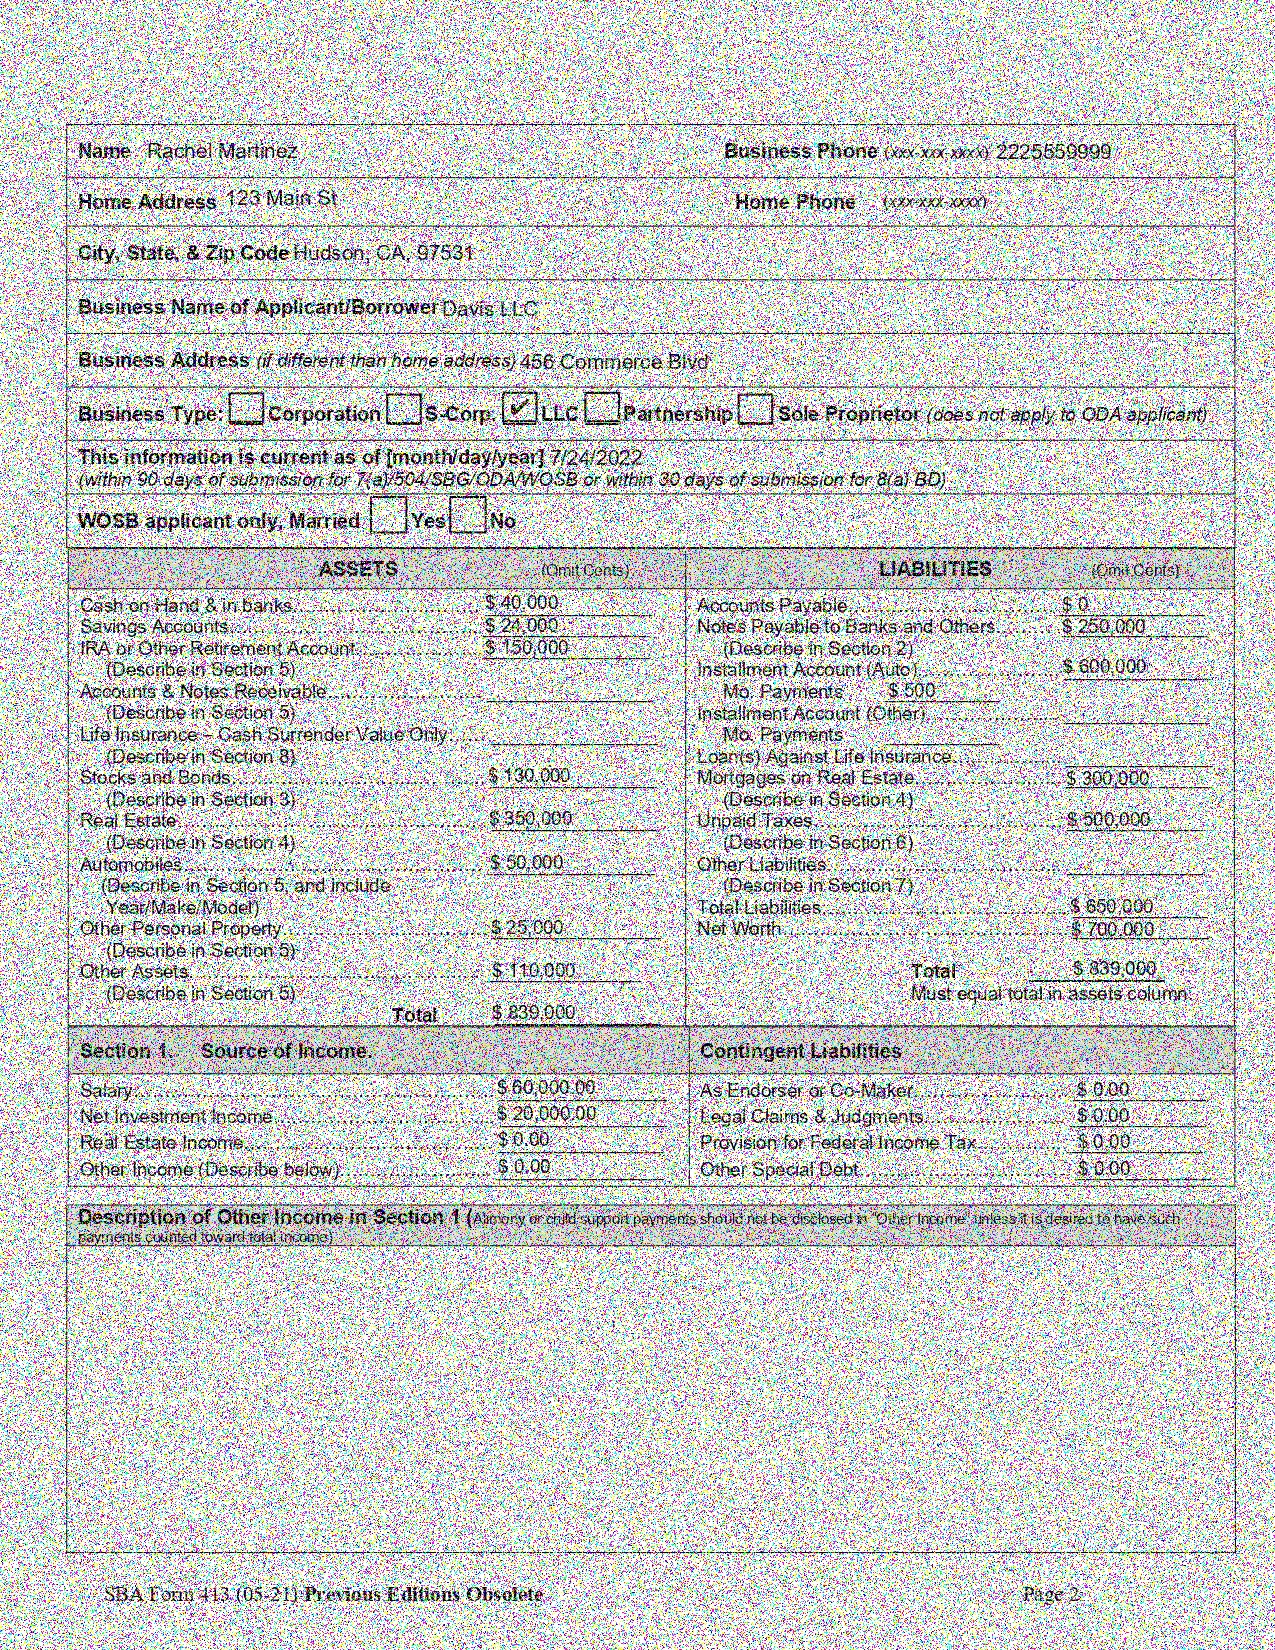 Name Rachel Martinez Business Phone (xxx-xxx-xxxx) 2225559999
Home Address 123 Main St Home Phone (xxx-xxx-xxxx)
City, State, & Zip Code Hudson, CA, 97531
Business Name of Applicant/Borrower Davis LLC
Business Address (if different than home address) 456 Commerce Blvd
Business Type: Corporation S-Corp. ✔ LLC Partnership Sole Proprietor (does not apply to ODA applicant)
This information is current as of [month/day/year] 7/24/2022
(within 90 days of submission for 7(a)/504/SBG/ODA/WOSB or within 30 days of submission for 8(a) BD)
WOSB applicant only, Married Yes No
ASSETS (Omit Cents) LIABILITIES (Omit Cents)
Cash on Hand & in banks $ 40,000
Savings Accounts $ 24,000
IRA or Other Retirement Account $ 150,000
(Describe in Section 5)
Accounts & Notes Receivable
(Describe in Section 5)
Life Insurance – Cash Surrender Value Only
(Describe in Section 8)
Stocks and Bonds $ 130,000
(Describe in Section 3)
Real Estate $ 350,000
(Describe in Section 4)
Automobiles $ 50,000
(Describe in Section 5, and include
Year/Make/Model)
Other Personal Property $ 25,000
(Describe in Section 5)
Other Assets $ 110,000
(Describe in Section 5)
Total $ 839,000
Accounts Payable $ 0
Notes Payable to Banks and Others $ 250,000
(Describe in Section 2)
Installment Account (Auto) $ 600,000
Mo. Payments $ 500
Installment Account (Other)
Mo. Payments
Loan(s) Against Life Insurance
Mortgages on Real Estate $ 300,000
(Describe in Section 4)
Unpaid Taxes $ 500,000
(Describe in Section 6)
Other Liabilities
(Describe in Section 7)
Total Liabilities $ 650,000
Net Worth $ 700,000
Total $ 839,000
Must equal total in assets column.
Section 1. Source of Income. Contingent Liabilities
Salary $ 60,000.00 As Endorser or Co-Maker $ 0.00
Net Investment Income $ 20,000.00 Legal Claims & Judgments $ 0.00
Real Estate Income $ 0.00 Provision for Federal Income Tax $ 0.00
Other Income (Describe below) $ 0.00 Other Special Debt $ 0.00
Description of Other Income in Section 1 (Alimony or child support payments should not be disclosed in "Other Income" unless it is desired to have such
payments counted toward total income)
SBA Form 413 (05-21) Previous Editions Obsolete Page 2